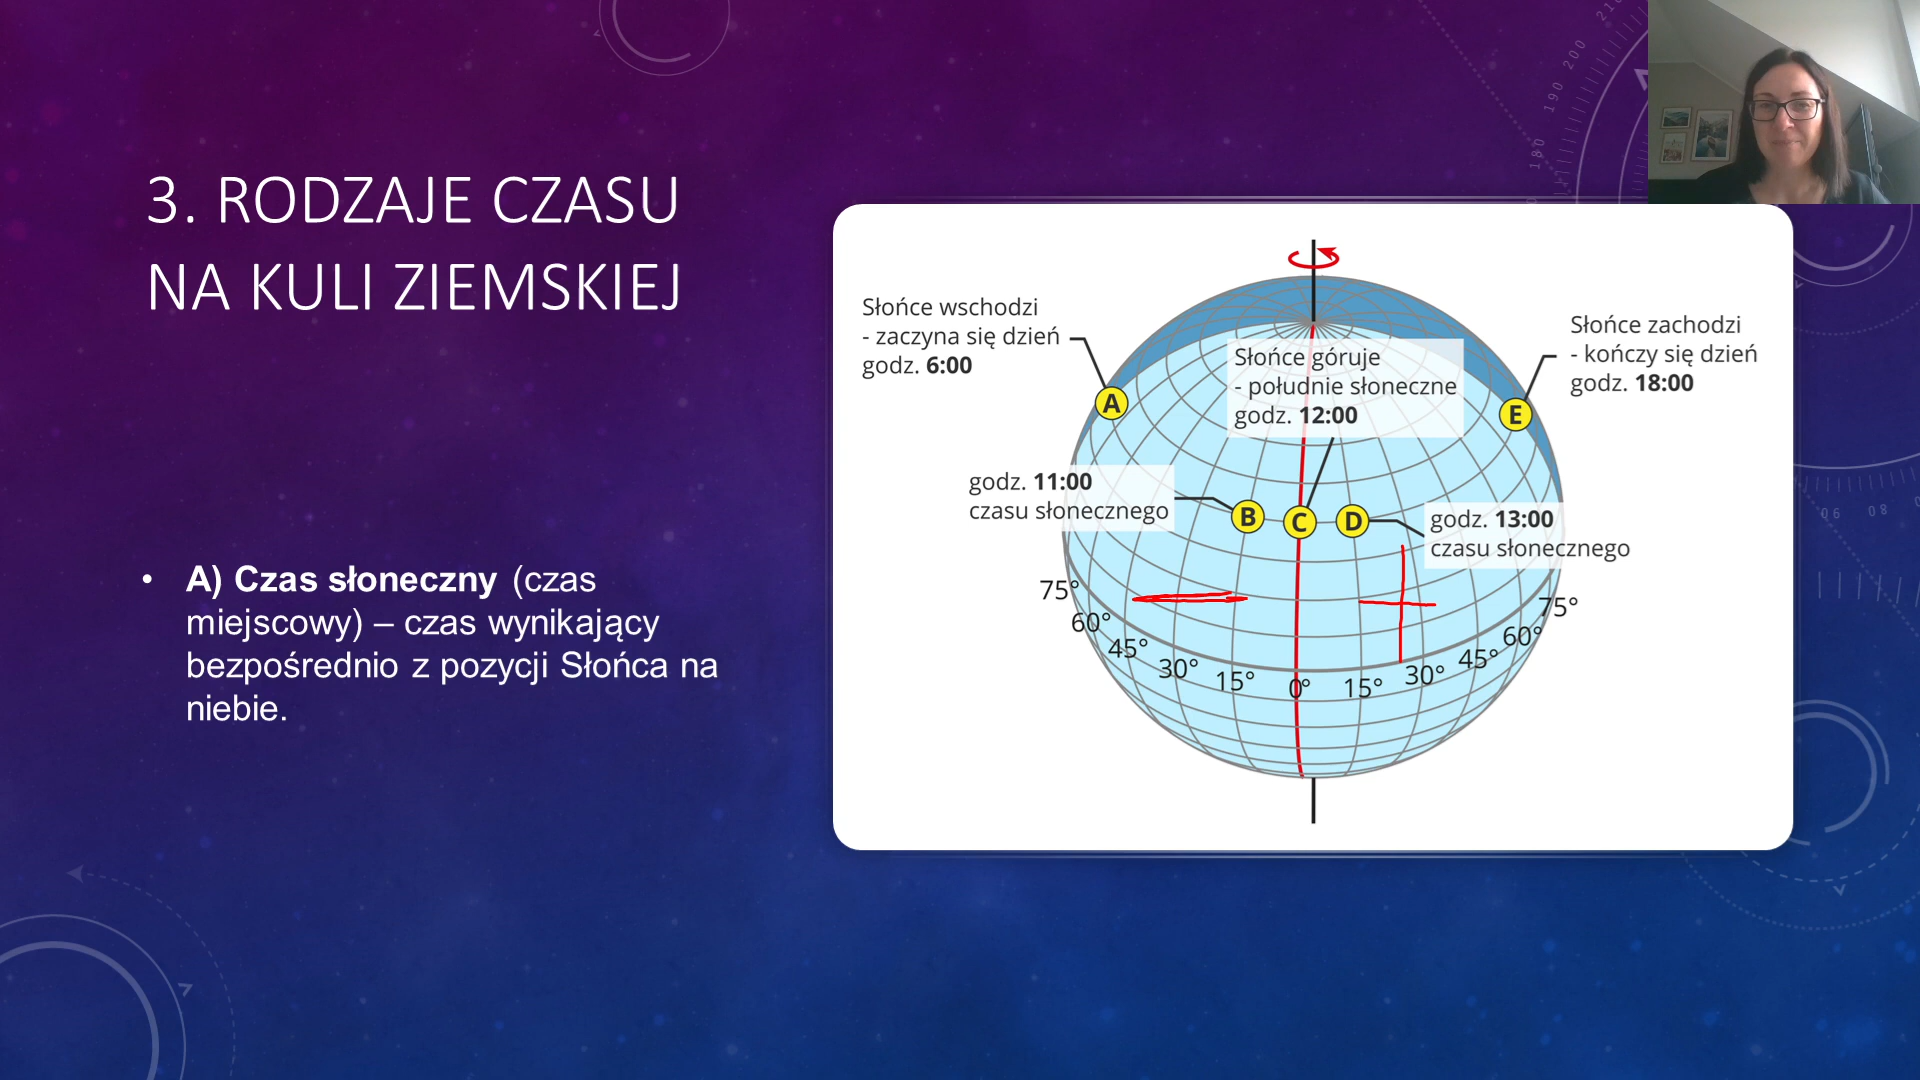 3. RODZAJE CZASU
NA KULI ZIEMSKIEJ
• A) Czas słoneczny (czas
miejscowy) – czas wynikający
bezpośrednio z pozycji Słońca na
niebie.
Słońce wschodzi
- zaczyna się dzień
godz. 6:00
A
Słońce góruje
- południe słoneczne
godz. 12:00
Słońce zachodzi
- kończy się dzień
godz. 18:00
E
godz. 11:00
czasu słonecznego
B
C
D
godz. 13:00
czasu słonecznego
75°
60°
45°
30°
15°
0°
15°
30°
45°
60°
75°
180
190
200